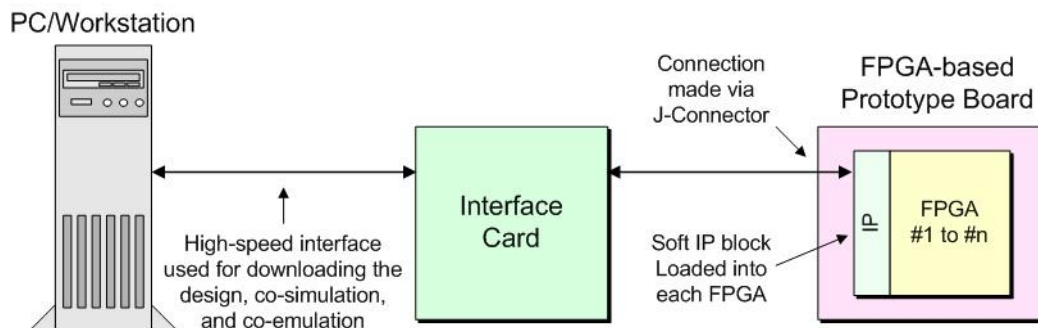 PC/Workstation
High-speed interface
used for downloading the
design, co-simulation,
and co-emulation
Interface
Card
Connection
made via
J-Connector
Soft IP block
Loaded into
each FPGA
FPGA-based
Prototype Board
IP
FPGA
#1 to #n